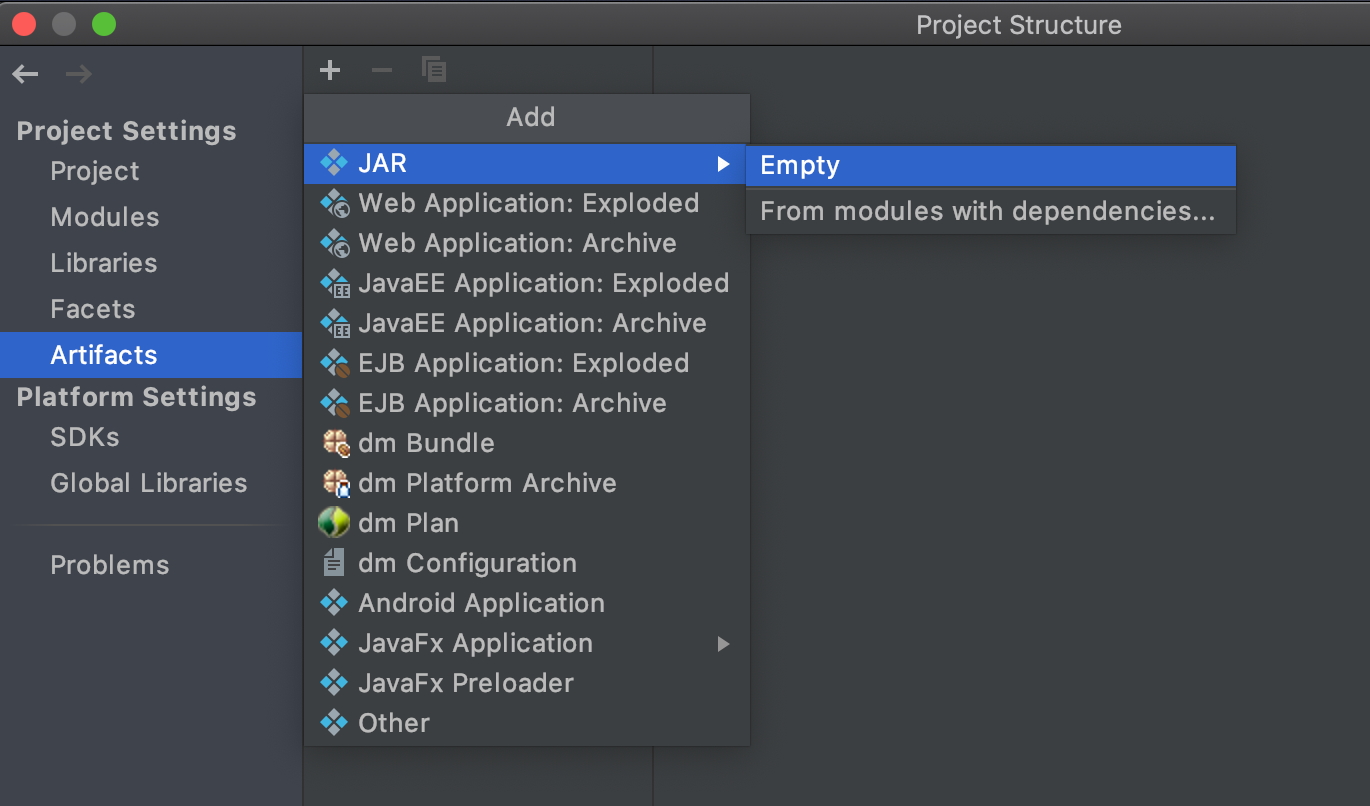 Project Structure
Project Settings
Project
Modules
Libraries
Facets
Artifacts
Platform Settings
SDKs
Global Libraries
Problems
Add
JAR
Web Application: Exploded
Web Application: Archive
JavaEE Application: Exploded
JavaEE Application: Archive
EJB Application: Exploded
EJB Application: Archive
dm Bundle
dm Platform Archive
dm Plan
dm Configuration
Android Application
JavaFx Application
JavaFx Preloader
Other
Empty
From modules with dependencies...